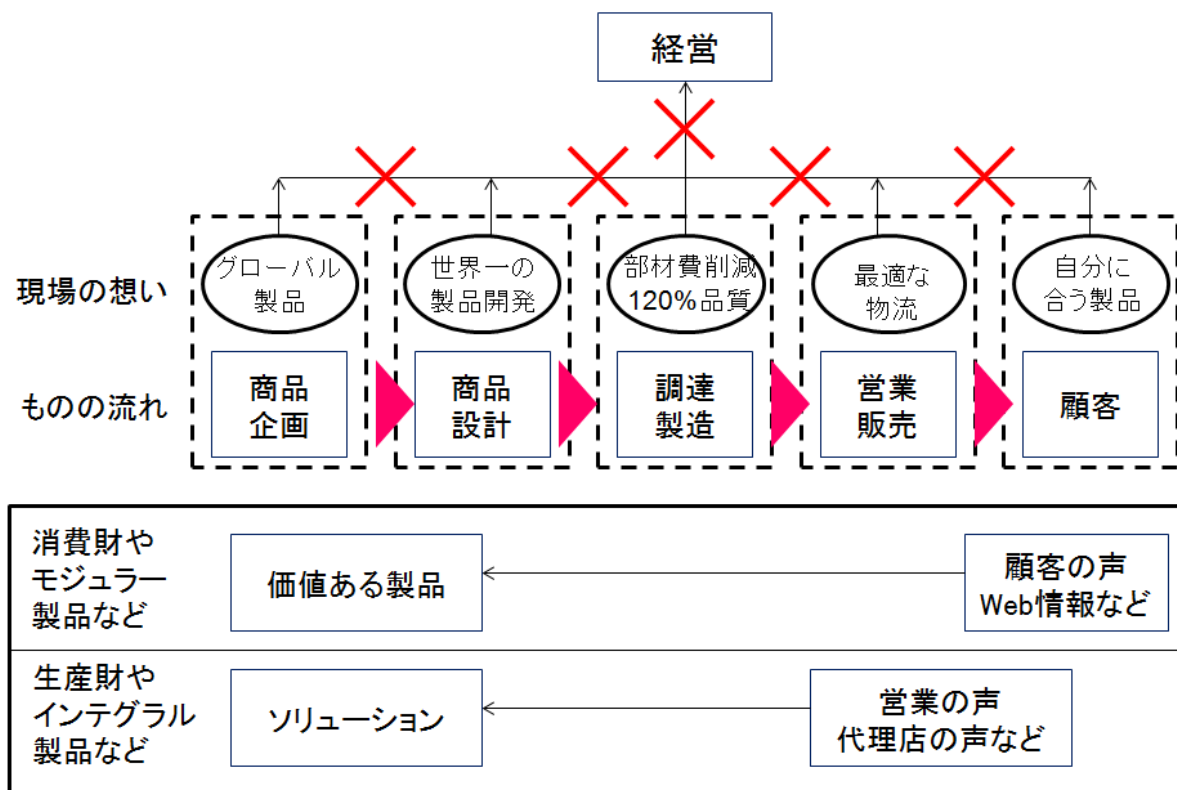 経営
現場の想い
グローバル
製品
世界一の
製品開発
部材費削減
120%品質
最適な
物流
自分に
合う製品
ものの流れ
商品
企画
商品
設計
調達
製造
営業
販売
顧客
消費財や
モジュラー
製品など
価値ある製品
顧客の声
Web情報など
生産財や
インテグラル
製品など
ソリューション
営業の声
代理店の声など